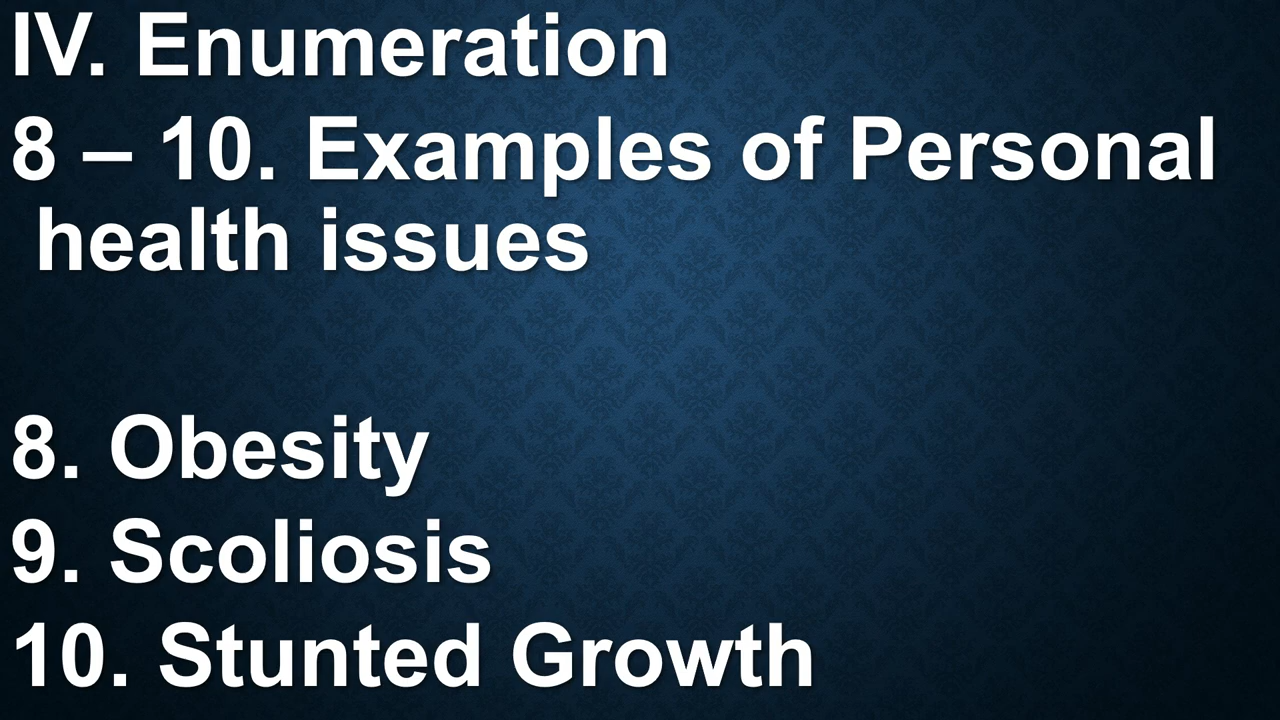 IV. Enumeration
8 – 10. Examples of Personal
health issues
8. Obesity
9. Scoliosis
10. Stunted Growth